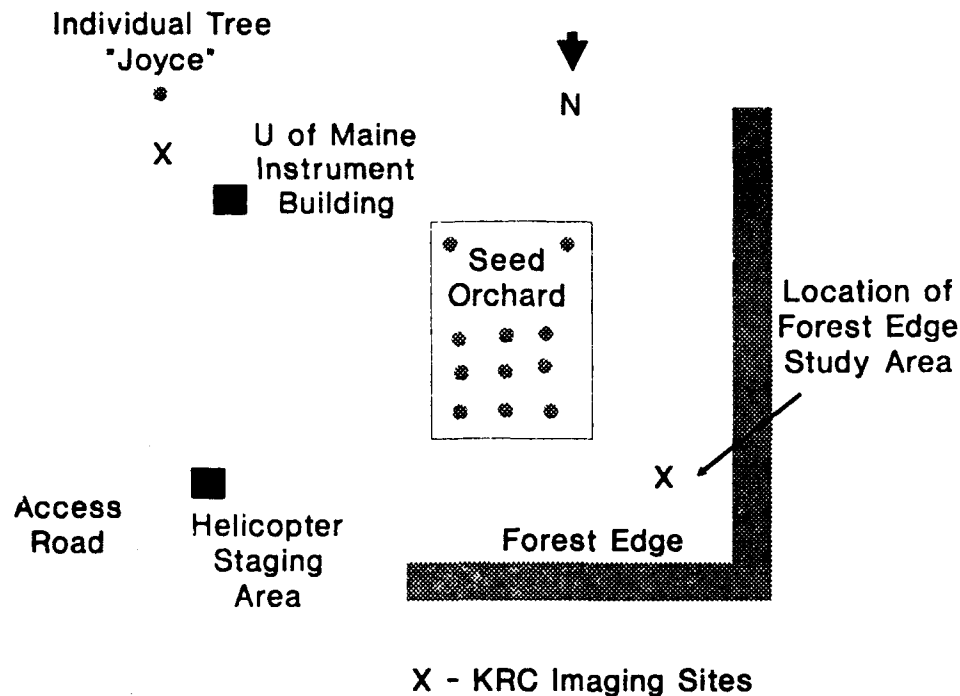 Individual Tree
"Joyce"
X
N
U of Maine
Instrument
Building
Seed
Orchard
Location of
Forest Edge
Study Area
X
Access
Road
Helicopter
Staging
Area
Forest Edge
X - KRC Imaging Sites